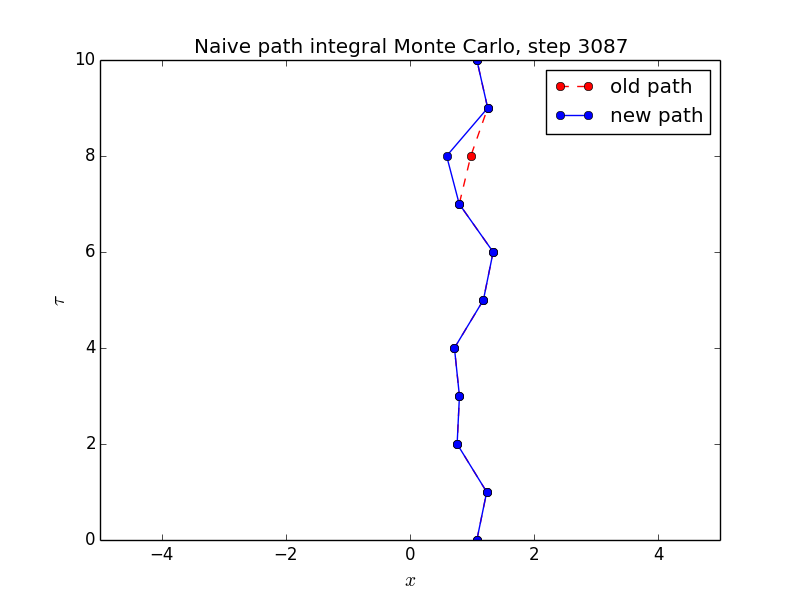 Naive path integral Monte Carlo, step 3087
old path
new path
10
8
6
4
2
0
τ
−4 −2 0 2 4
x